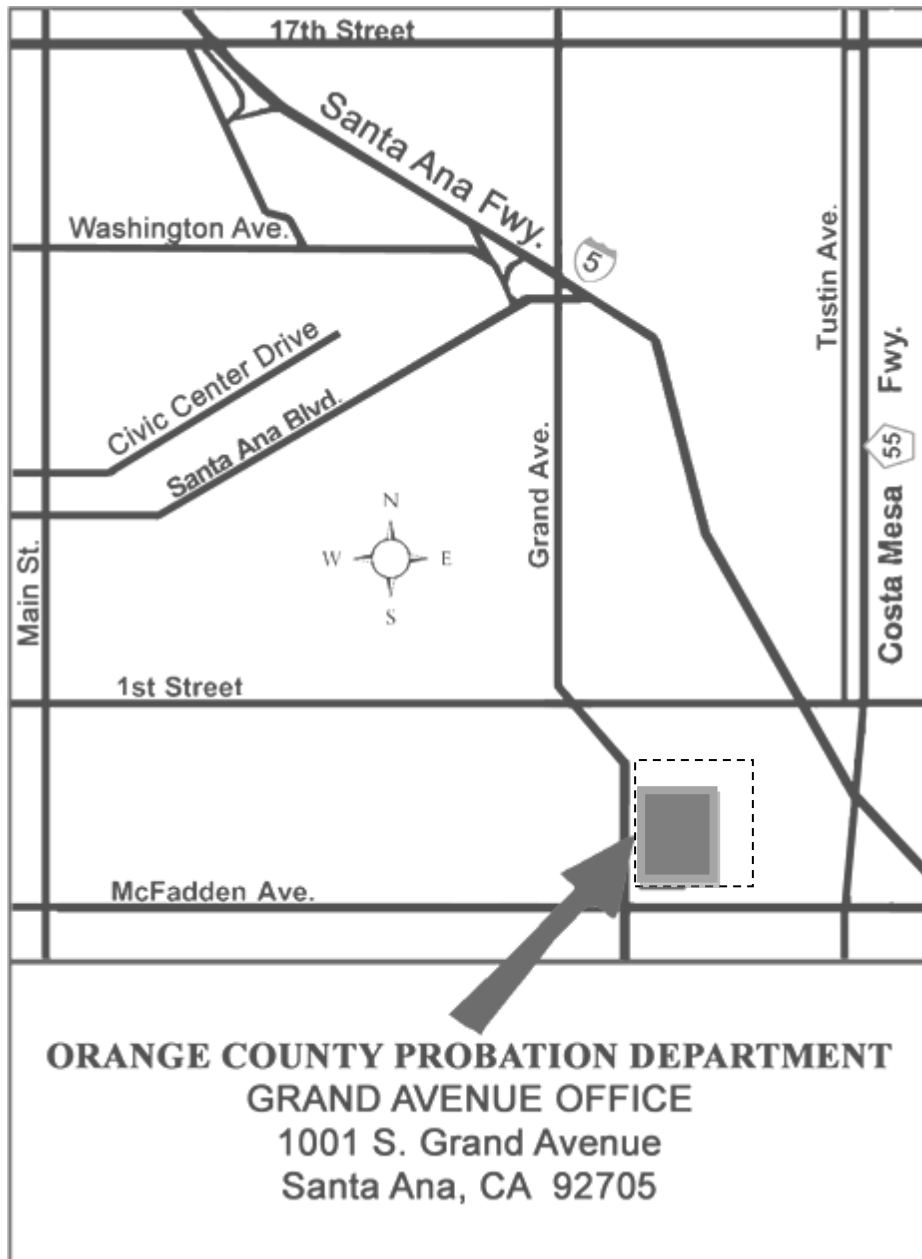 17th Street
Santa Ana Fwy.
Washington Ave.
5
Tustin Ave.
Civic Center Drive
Fwy.
Santa Ana Blvd.
55
Grand Ave.
N
W
E
S
Main St.
Costa Mesa
1st Street
McFadden Ave.
ORANGE COUNTY PROBATION DEPARTMENT
GRAND AVENUE OFFICE
1001 S. Grand Avenue
Santa Ana, CA 92705